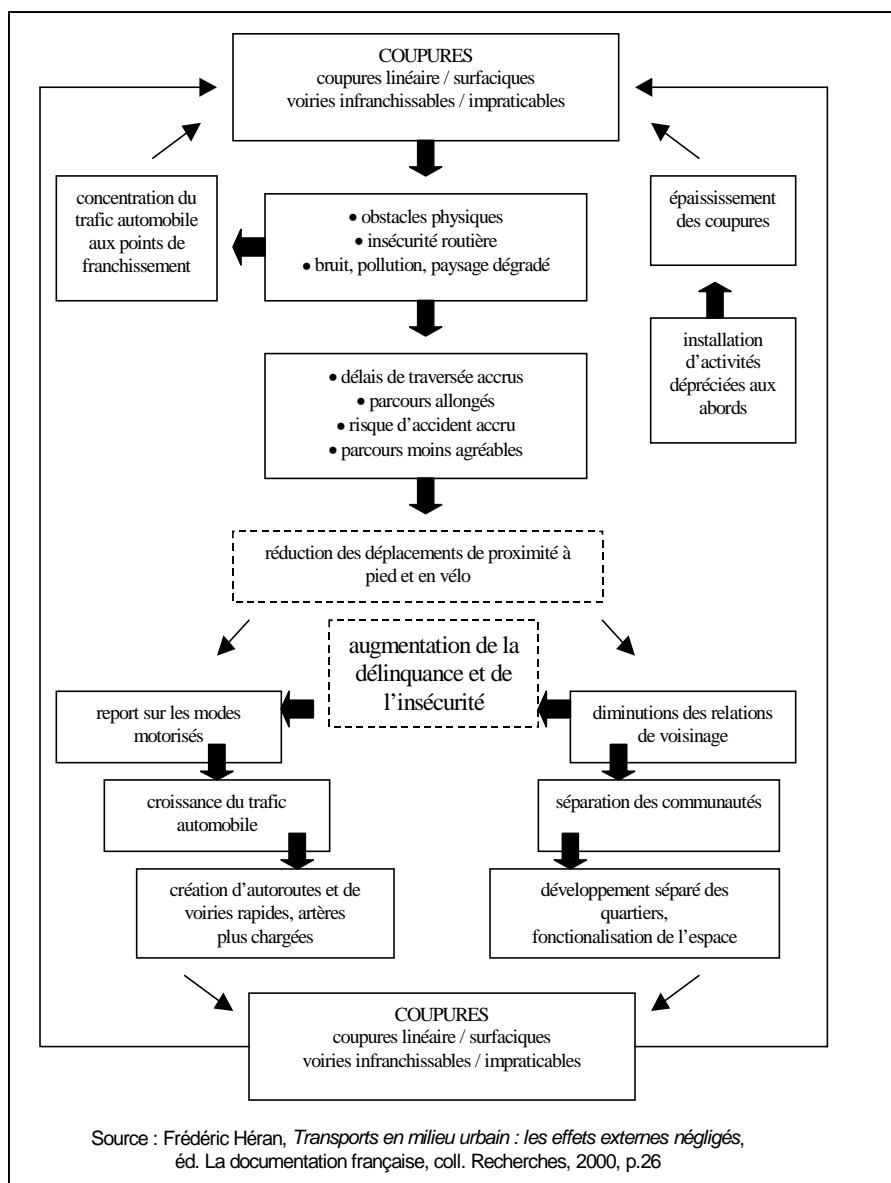 COUPURES
coupures linéaire / surfaciques
voiries infranchissables / impraticables
concentration du
trafic automobile
aux points de
franchissement
• obstacles physiques
• insécurité routière
• bruit, pollution, paysage dégradé
épaississement
des coupures
installation
d’activités
dépréciées aux
abords
• délais de traversée accrus
• parcours allongés
• risque d’accident accru
• parcours moins agréables
réduction des déplacements de proximité à
pied et en vélo
augmentation de la
délinquance et de
l’insécurité
report sur les modes
motorisés
diminutions des relations
de voisinage
croissance du trafic
automobile
séparation des communautés
création d’autoroutes et de
voiries rapides, artères
plus chargées
développement séparé des
quartiers,
fonctionalisation de l’espace
COUPURES
coupures linéaire / surfaciques
voiries infranchissables / impraticables
Source : Frédéric Héran, Transports en milieu urbain : les effets externes négligés,
éd. La documentation française, coll. Recherches, 2000, p.26